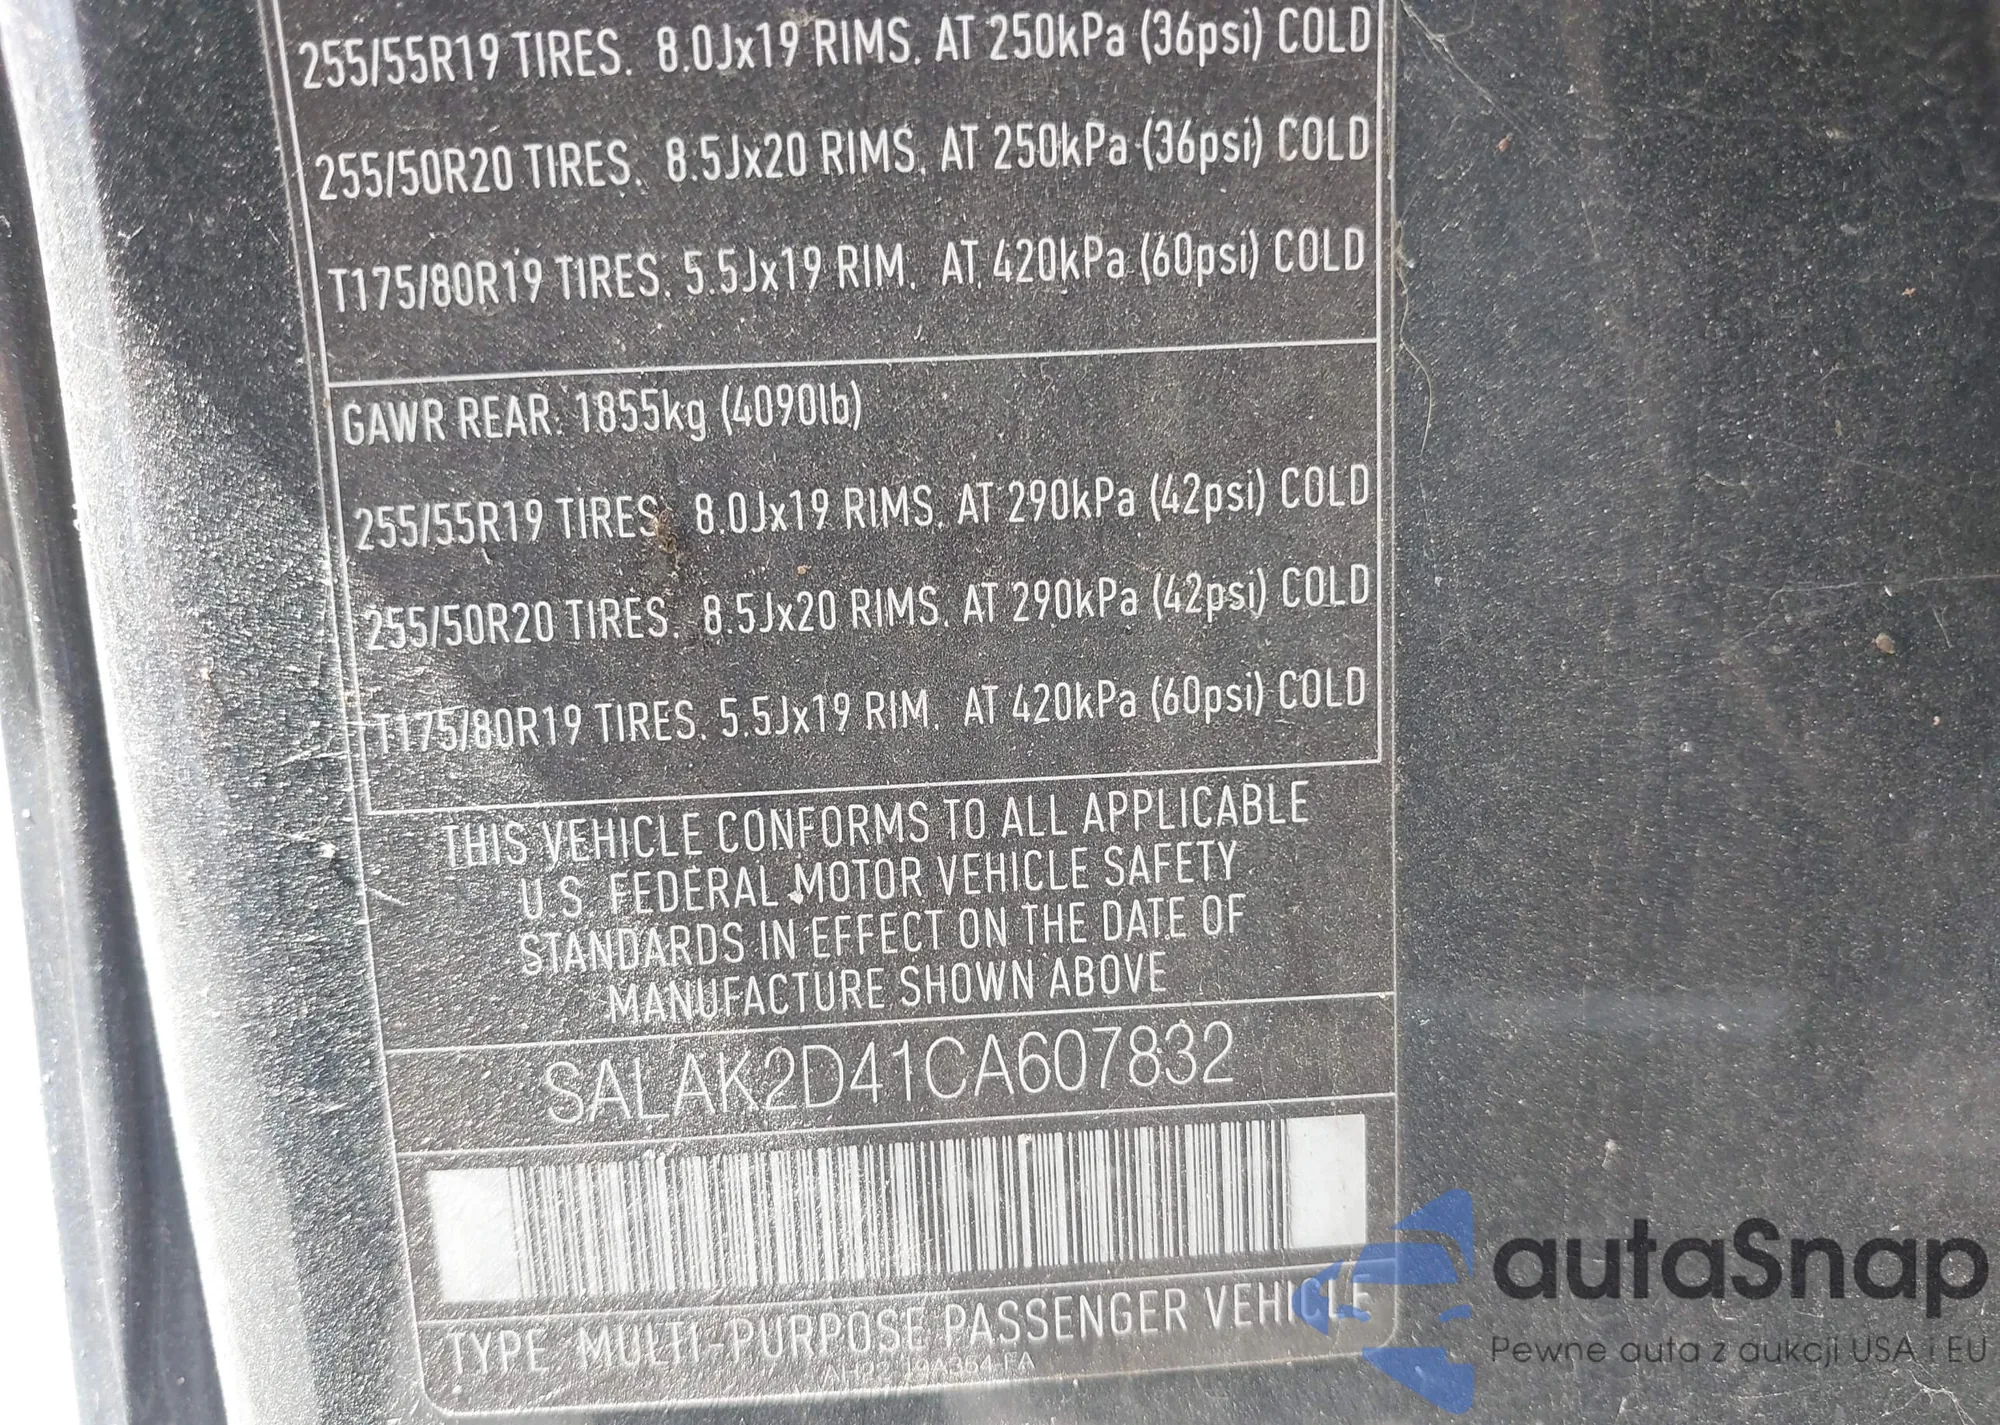 255/55R19 TIRES. 8.0Jx19 RIMS. AT 250kPa (36psi) COLD
255/50R20 TIRES. 8.5Jx20 RIMS. AT 250kPa (36psi) COLD
T175/80R19 TIRES. 5.5Jx19 RIM. AT 420kPa (60psi) COLD
GAWR REAR: 1855kg (4090lb)
255/55R19 TIRES. 8.0Jx19 RIMS. AT 290kPa (42psi) COLD
255/50R20 TIRES. 8.5Jx20 RIMS. AT 290kPa (42psi) COLD
T175/80R19 TIRES. 5.5Jx19 RIM. AT 420kPa (60psi) COLD
THIS VEHICLE CONFORMS TO ALL APPLICABLE
U.S. FEDERAL MOTOR VEHICLE SAFETY
STANDARDS IN EFFECT ON THE DATE OF
MANUFACTURE SHOWN ABOVE
SALAK2D41CA607832
TYPE MULTI-PURPOSE PASSENGER VEHICLE
autaSnap
Pewne auta z aukcji USA i EU